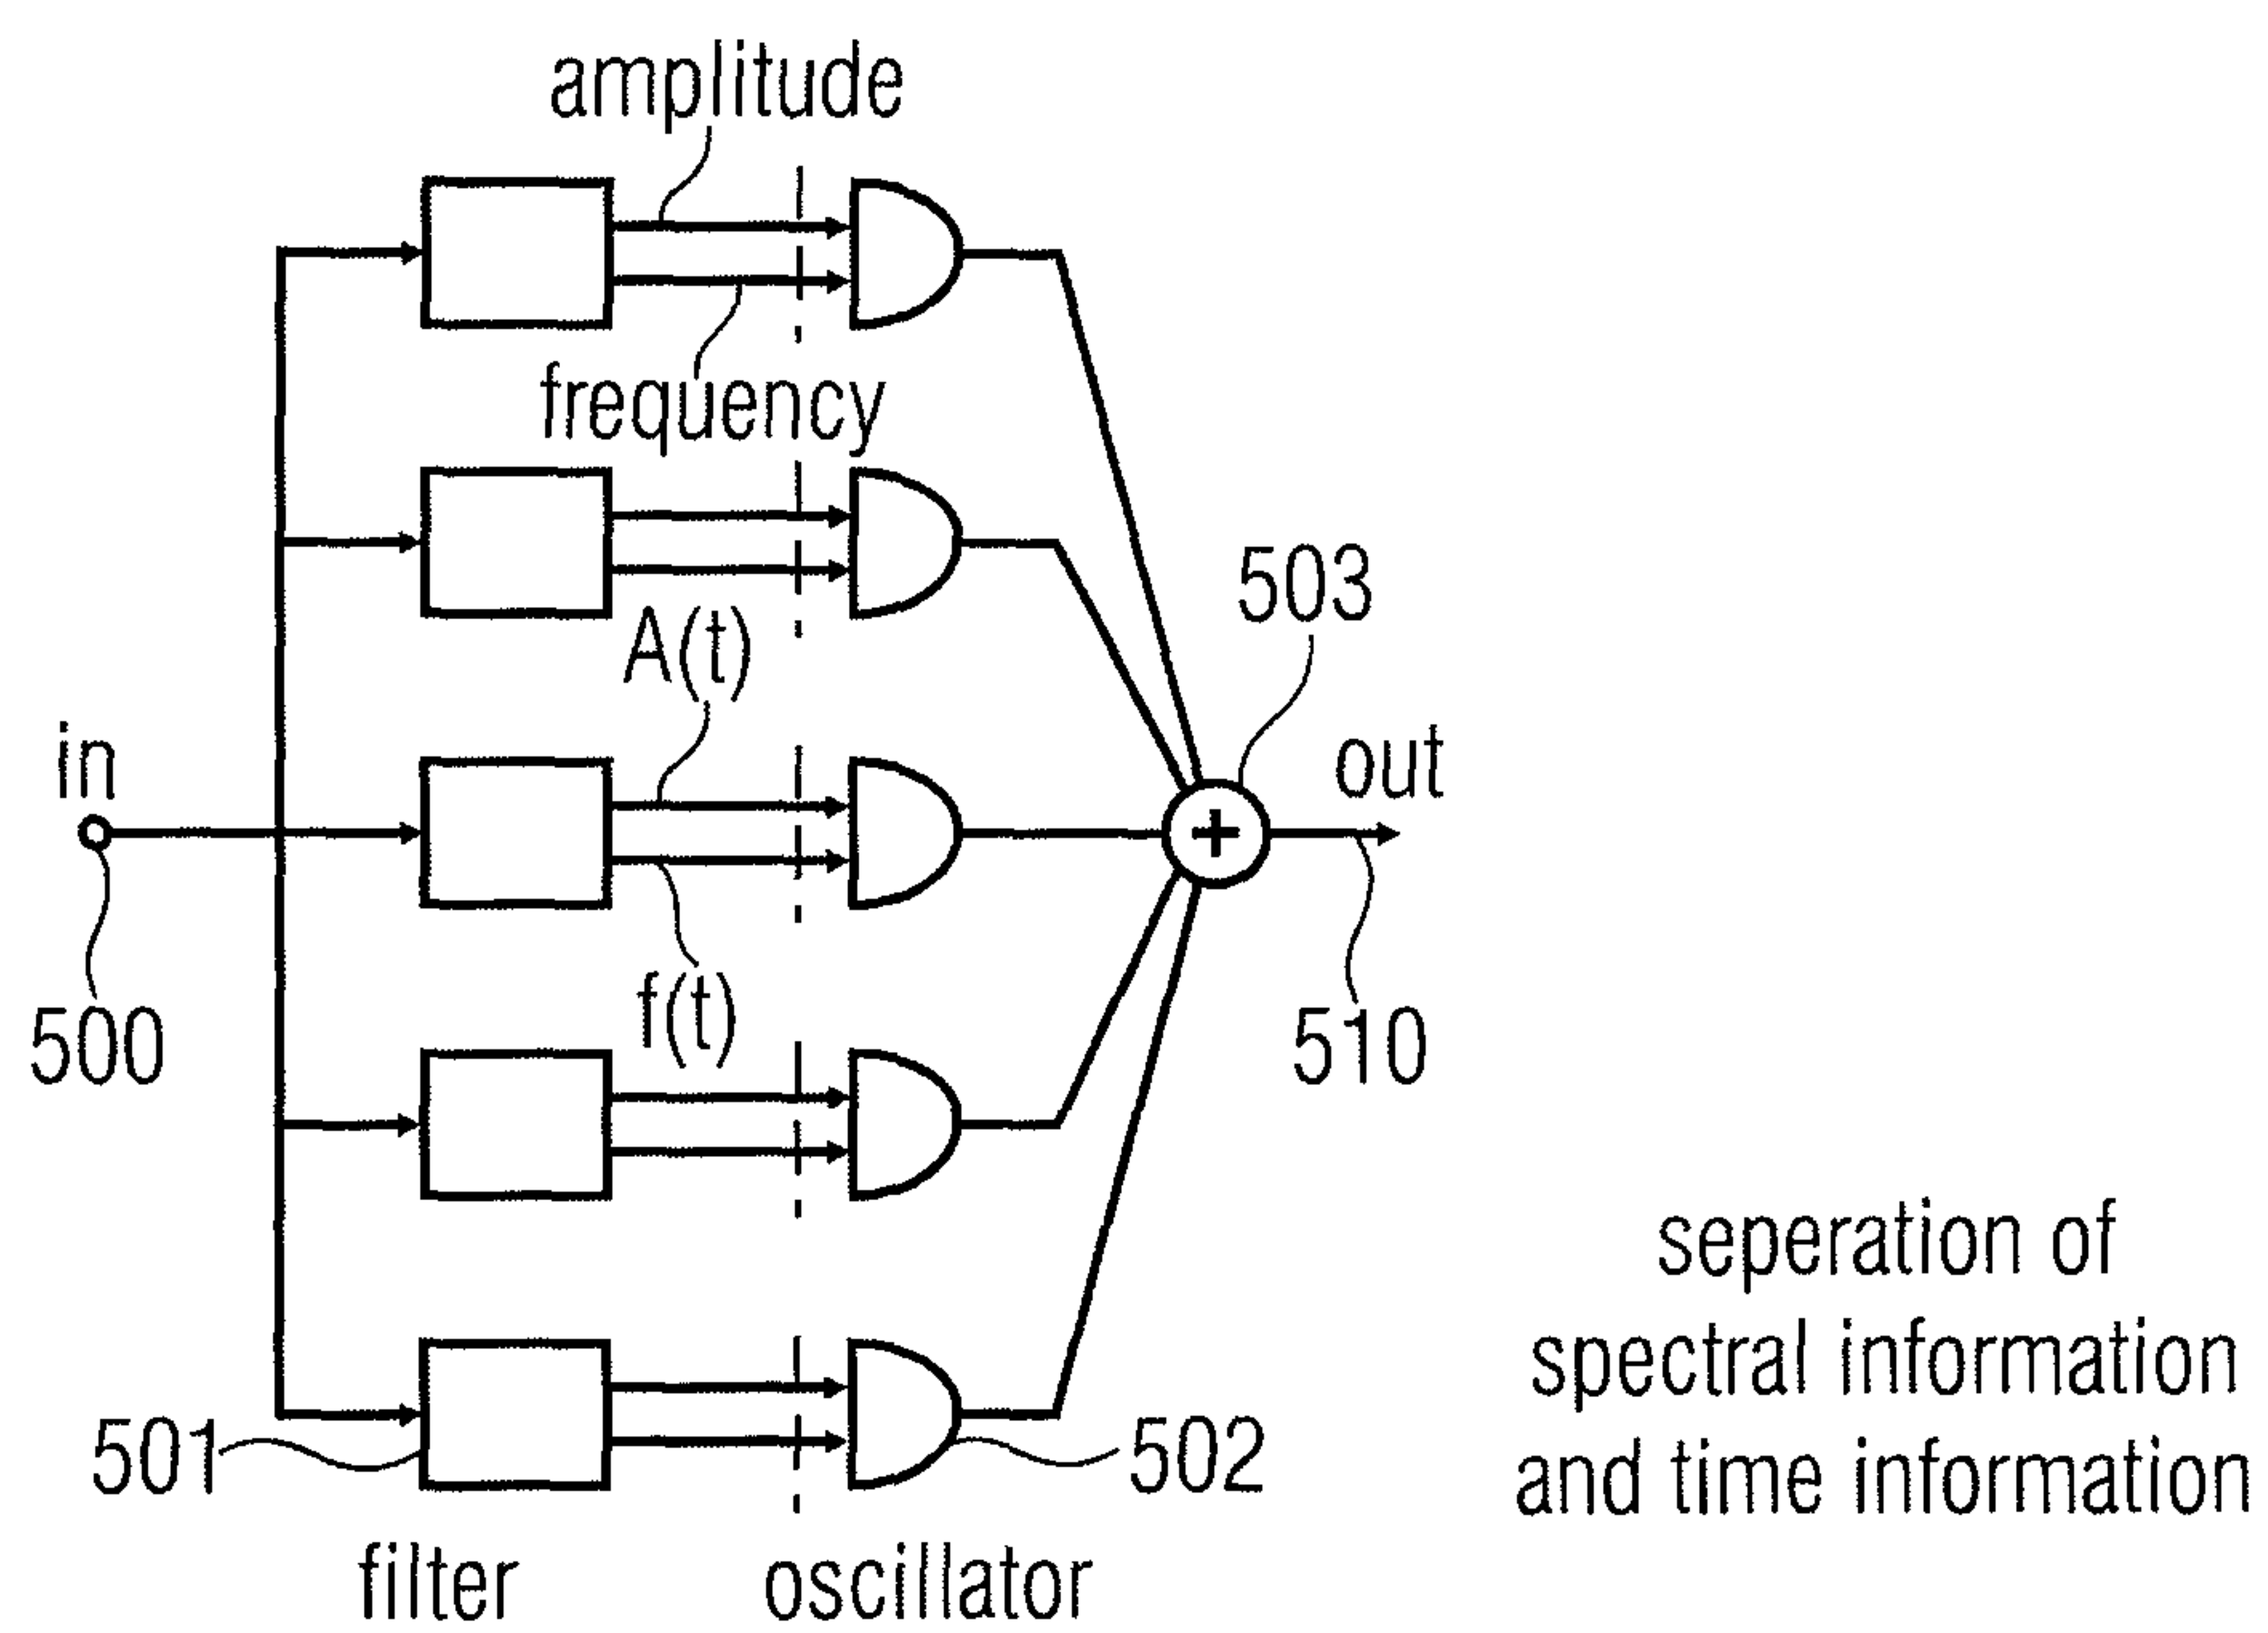 amplitude
frequency
A(t)
503
in
out
500
f(t)
510
501
502
filter
oscillator
seperation of
spectral information
and time information